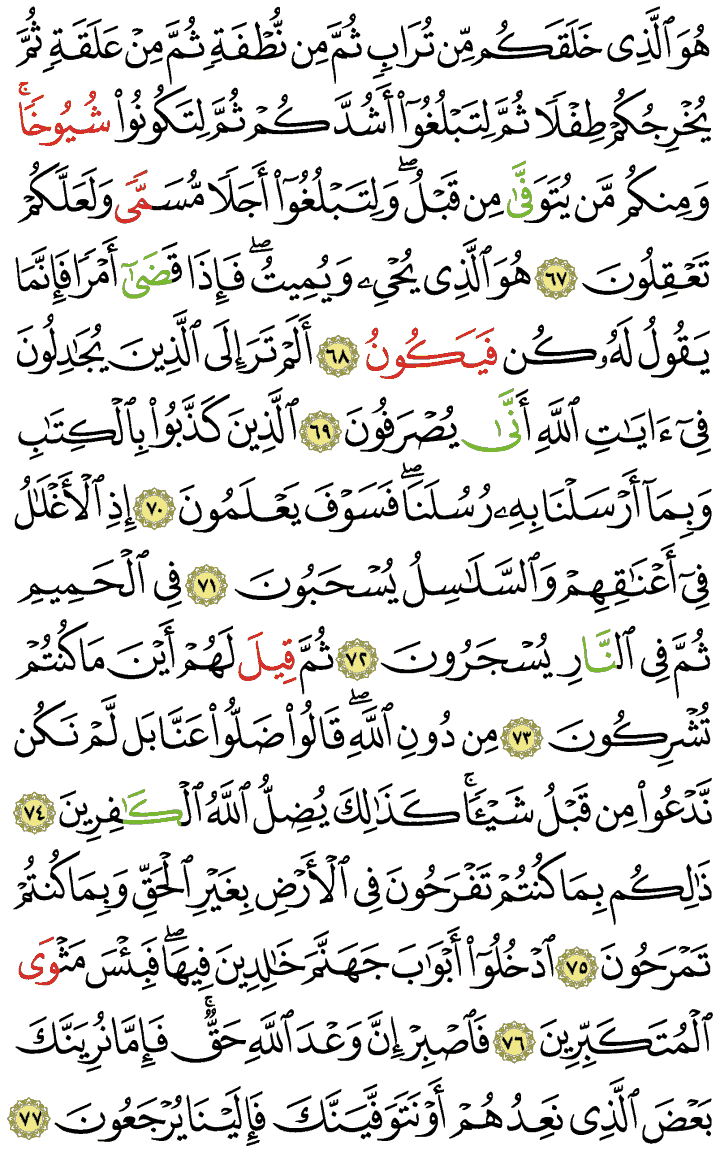 هُوَ ٱلَّذِى خَلَقَكُم مِّن تُرَابٍ ثُمَّ مِن نُّطْفَةٍ ثُمَّ مِنْ عَلَقَةٍ ثُمَّ
يُخْرِجُكُمْ طِفْلًا ثُمَّ لِتَبْلُغُوٓا۟ أَشُدَّكُمْ ثُمَّ لِتَكُونُوا۟ شُيُوخًاۚ
وَمِنكُم مَّن يُتَوَفَّىٰ مِن قَبْلُۖ وَلِتَبْلُغُوٓا۟ أَجَلًا مُّسَمًّى وَلَعَلَّكُمْ
تَعْقِلُونَ ٦٧ هُوَ ٱلَّذِى يُحْىِۦ وَيُمِيتُۖ فَإِذَا قَضَىٰٓ أَمْرًا فَإِنَّمَا
يَقُولُ لَهُۥ كُن فَيَكُونُ ٦٨ أَلَمْ تَرَ إِلَى ٱلَّذِينَ يُجَٰدِلُونَ
فِىٓ ءَايَٰتِ ٱللَّهِ أَنَّىٰ يُصْرَفُونَ ٦٩ ٱلَّذِينَ كَذَّبُوا۟ بِٱلْكِتَٰبِ
وَبِمَآ أَرْسَلْنَا بِهِۦ رُسُلَنَاۖ فَسَوْفَ يَعْلَمُونَ ٧٠ إِذِ ٱلْأَغْلَٰلُ
فِىٓ أَعْنَٰقِهِمْ وَٱلسَّلَٰسِلُ يُسْحَبُونَ ٧١ فِى ٱلْحَمِيمِ
ثُمَّ فِى ٱلنَّارِ يُسْجَرُونَ ٧٢ ثُمَّ قِيلَ لَهُمْ أَيْنَ مَا كُنتُمْ
تُشْرِكُونَ ٧٣ مِن دُونِ ٱللَّهِۖ قَالُوا۟ ضَلُّوا۟ عَنَّا بَل لَّمْ نَكُن
نَّدْعُوا۟ مِن قَبْلُ شَيْـًٔاۚ كَذَٰلِكَ يُضِلُّ ٱللَّهُ ٱلْكَٰفِرِينَ ٧٤
ذَٰلِكُم بِمَا كُنتُمْ تَفْرَحُونَ فِى ٱلْأَرْضِ بِغَيْرِ ٱلْحَقِّ وَبِمَا كُنتُمْ
تَمْرَحُونَ ٧٥ ٱدْخُلُوٓا۟ أَبْوَٰبَ جَهَنَّمَ خَٰلِدِينَ فِيهَاۖ فَبِئْسَ مَثْوَى
ٱلْمُتَكَبِّرِينَ ٧٦ فَٱصْبِرْ إِنَّ وَعْدَ ٱللَّهِ حَقٌّۚ فَإِمَّا نُرِيَنَّكَ
بَعْضَ ٱلَّذِى نَعِدُهُمْ أَوْ نَتَوَفَّيَنَّكَ فَإِلَيْنَا يُرْجَعُونَ ٧٧